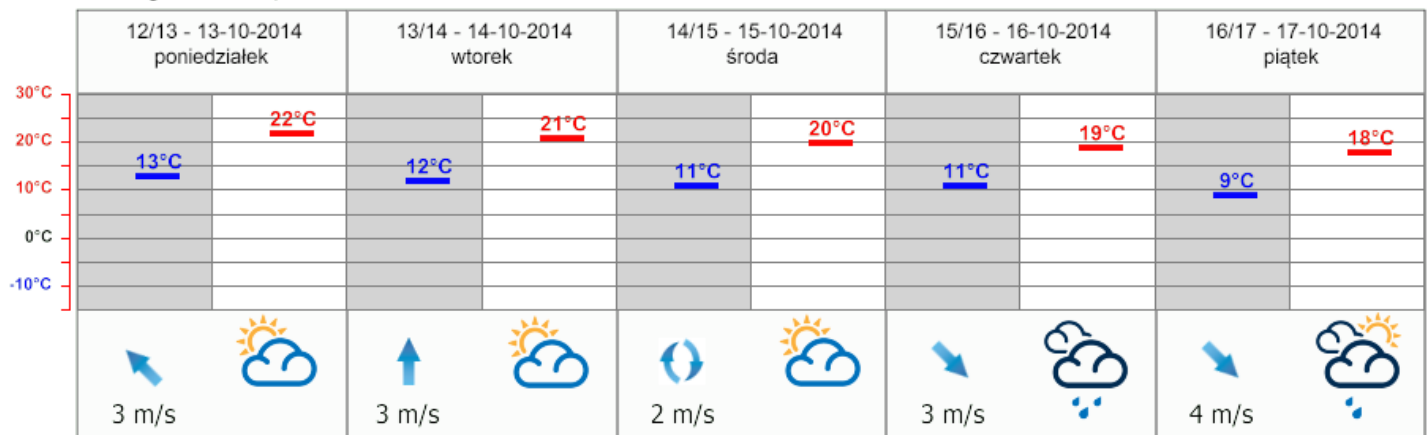 12/13 - 13-10-2014
poniedziałek
13/14 - 14-10-2014
wtorek
14/15 - 15-10-2014
środa
15/16 - 16-10-2014
czwartek
16/17 - 17-10-2014
piątek
30°C
20°C
10°C
0°C
-10°C
13°C
22°C
12°C
21°C
11°C
20°C
11°C
19°C
9°C
18°C
3 m/s
3 m/s
2 m/s
3 m/s
4 m/s